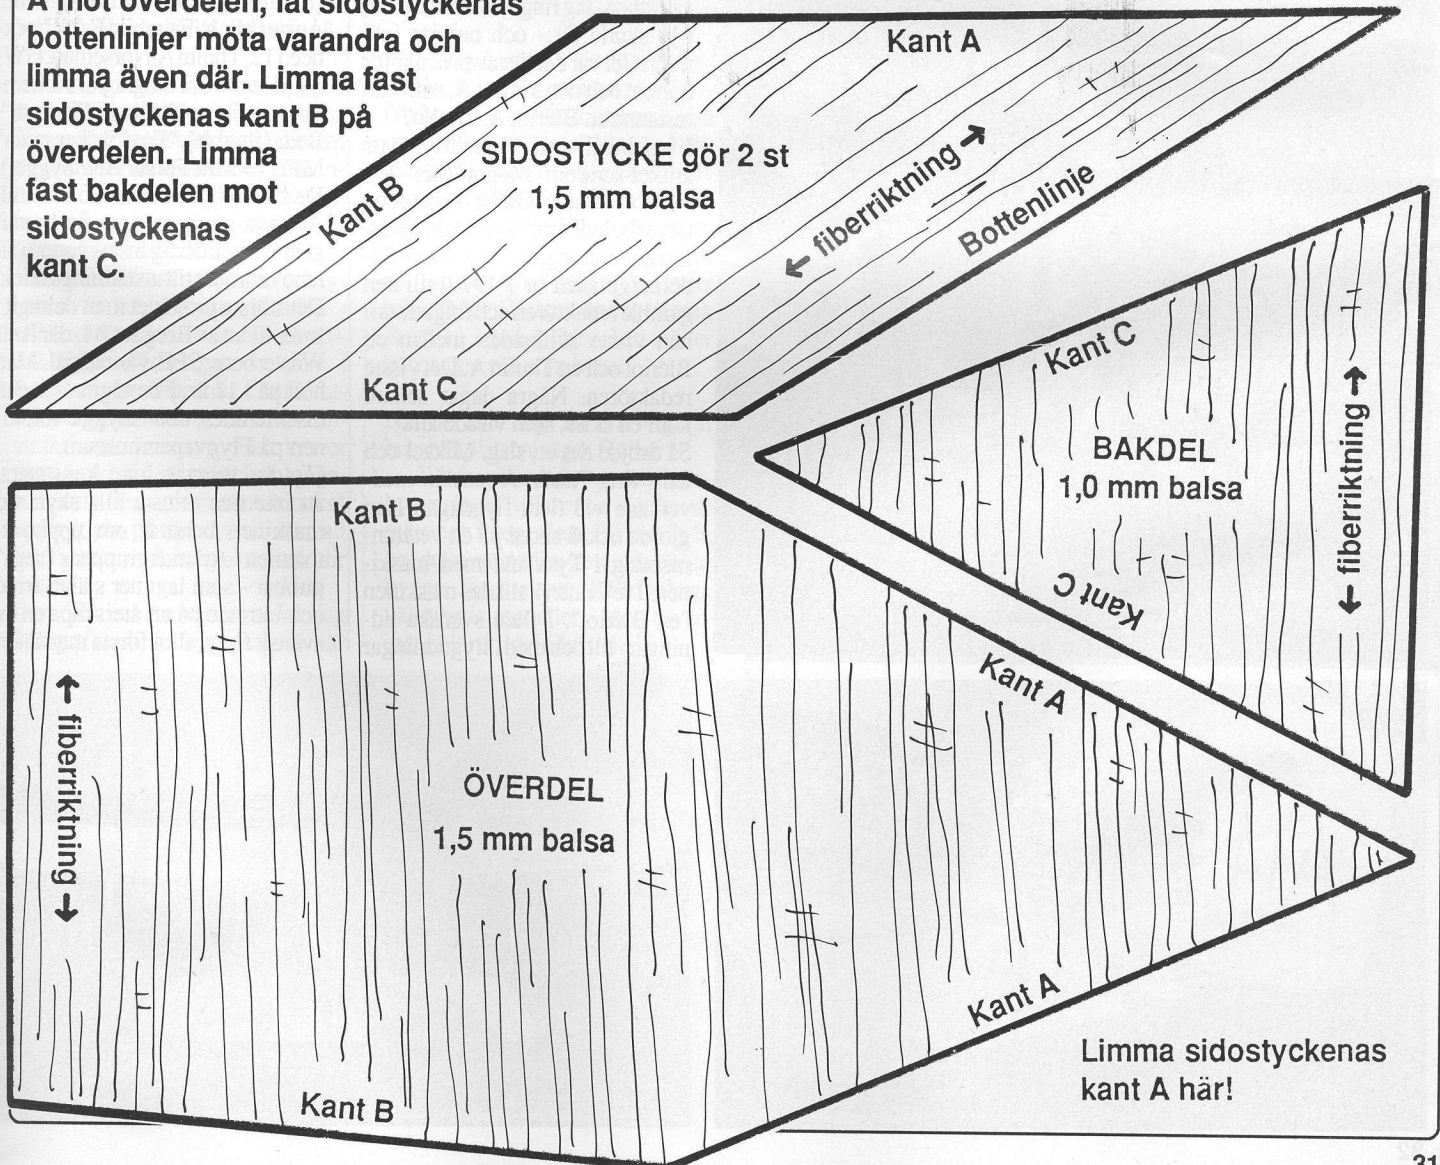 A mot överdelen, låt sidostyckenas
bottenlinjer möta varandra och
limma även där. Limma fast
sidostyckenas kant B på
överdelen. Limma
fast bakdelen mot
sidostyckenas
kant C.
Kant A
SIDOSTYCKE gör 2 st
1,5 mm balsa
Kant B
← fiberriktning →
Bottenlinje
Kant C
Kant C
BAKDEL
1,0 mm balsa
Kant C
← fiberriktning →
Kant B
Kant A
← fiberriktning →
ÖVERDEL
1,5 mm balsa
Kant A
Kant B
Limma sidostyckenas
kant A här!
31